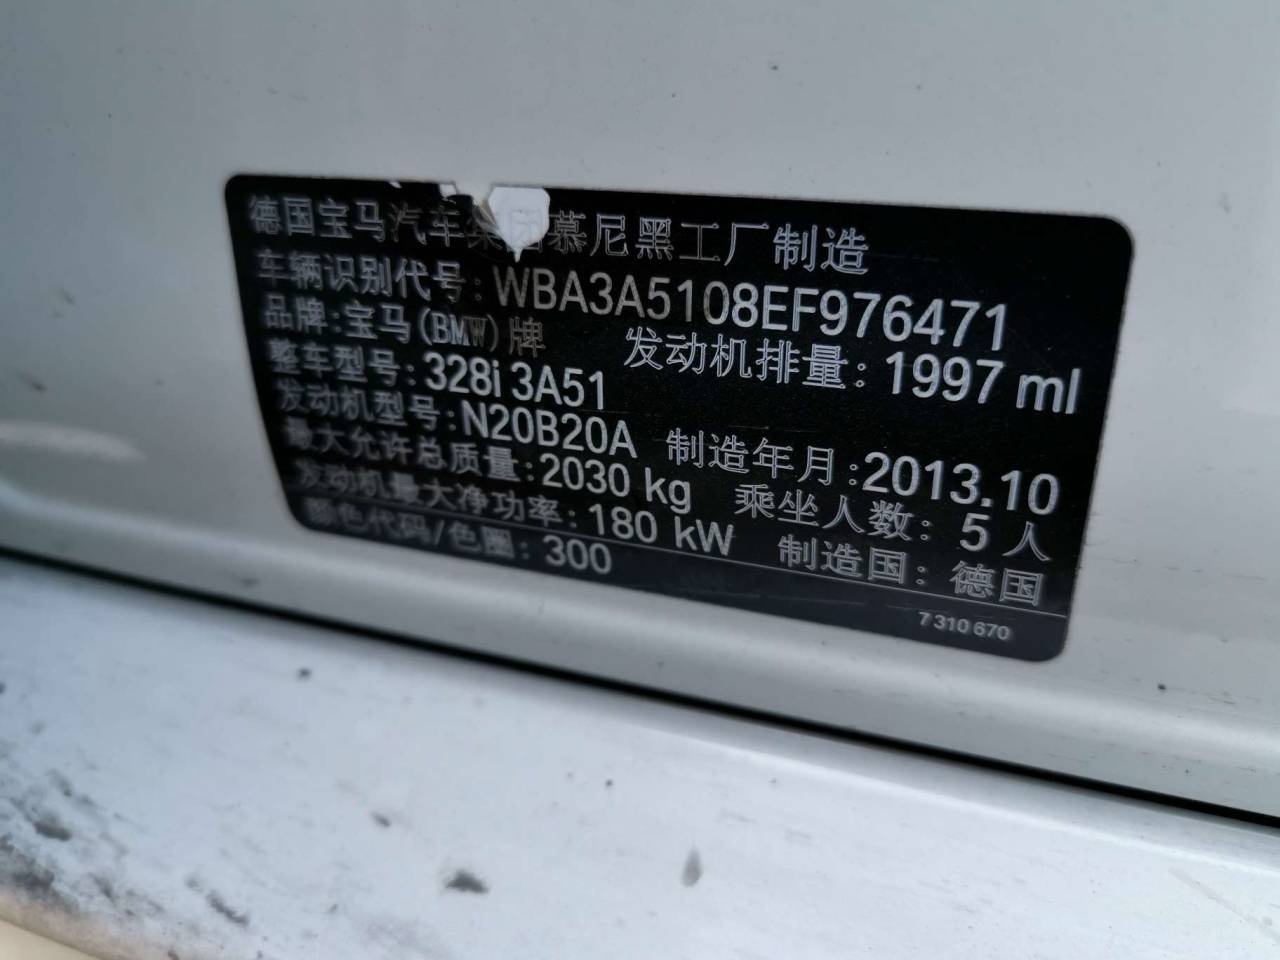 德国宝马汽车集团慕尼黑工厂制造
车辆识别代号: WBA3A5108EF976471
品牌:宝马(BMW)牌 发动机排量: 1997 ml
整车型号: 328i 3A51
发动机型号:N20B20A 制造年月:2013.10
最大允许总质量:2030 kg 乘坐人数: 5 人
发动机最大净功率: 180 kW 制造国: 德国
颜色代码/色圈: 300
7 310 670